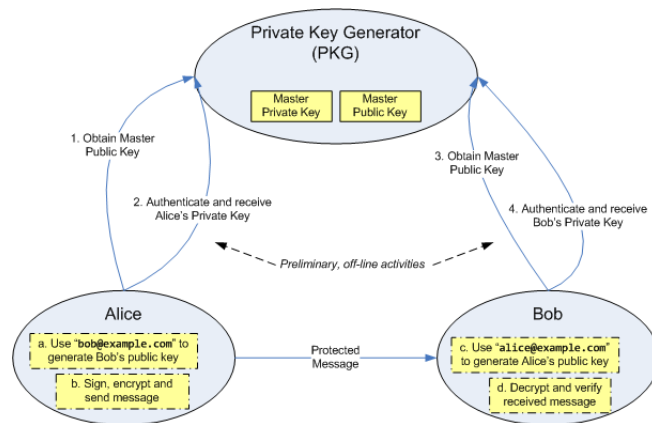 Private Key Generator
(PKG)
Master
Private Key
Master
Public Key
1. Obtain Master
Public Key
2. Authenticate and receive
Alice's Private Key
3. Obtain Master
Public Key
4. Authenticate and receive
Bob's Private Key
Preliminary, off-line activities
Alice
a. Use "bob@example.com" to
generate Bob's public key
b. Sign, encrypt and
send message
Protected
Message
Bob
c. Use "alice@example.com"
to generate Alice's public key
d. Decrypt and verify
received message